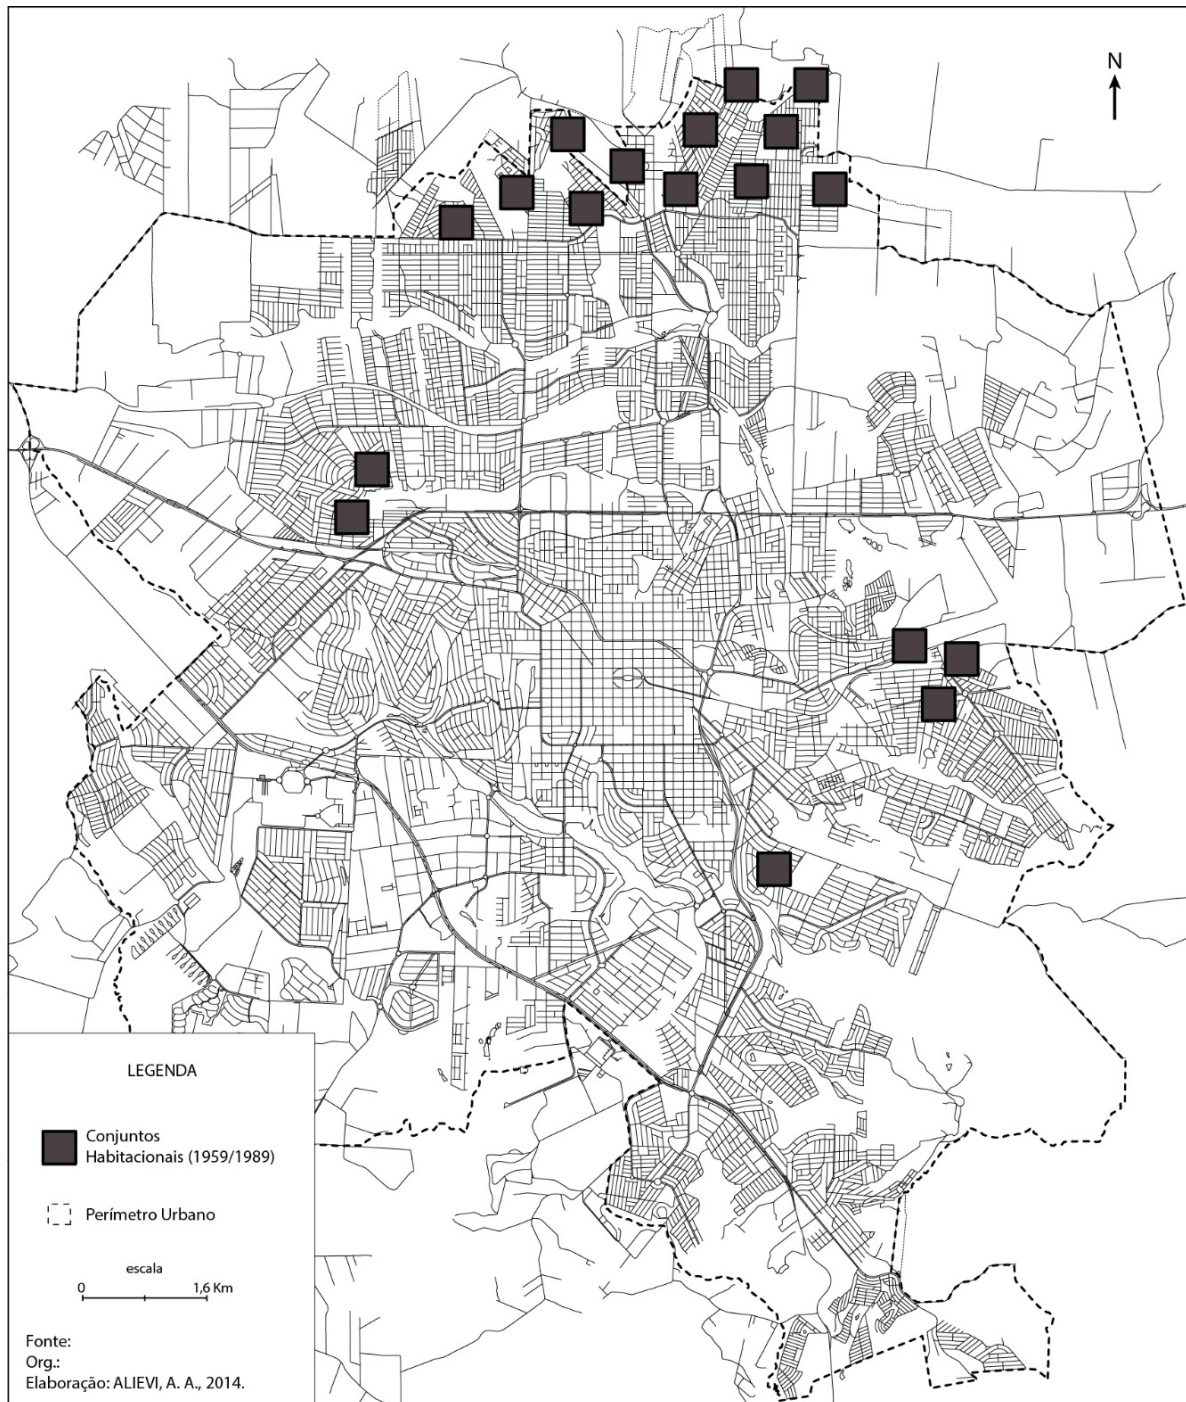 N
LEGENDA
Conjuntos
Habitacionais (1959/1989)
Perímetro Urbano
escala
0 1,6 Km
Fonte:
Org.:
Elaboração: ALIEVI, A. A., 2014.